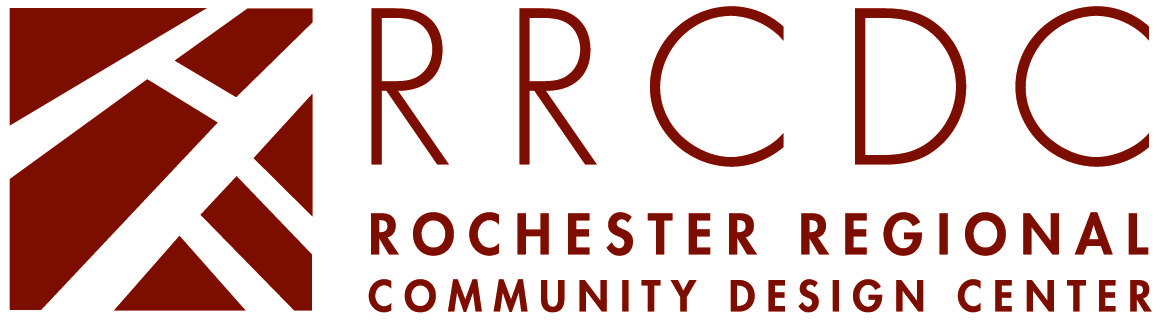 RRCDC
ROCHESTER REGIONAL
COMMUNITY DESIGN CENTER